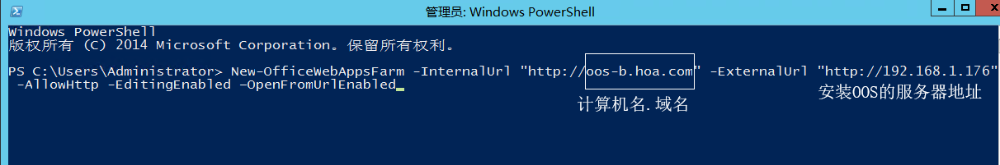 管理员: Windows PowerShell
Windows PowerShell
版权所有 (C) 2014 Microsoft Corporation。保留所有权利。
PS C:\Users\Administrator> New-OfficeWebAppsFarm -InternalUrl "http://oos-b.hoa.com" -ExternalUrl "http://192.168.1.176"
-AllowHttp -EditingEnabled -OpenFromUrlEnabled
计算机名.域名
安装OOS的服务器地址